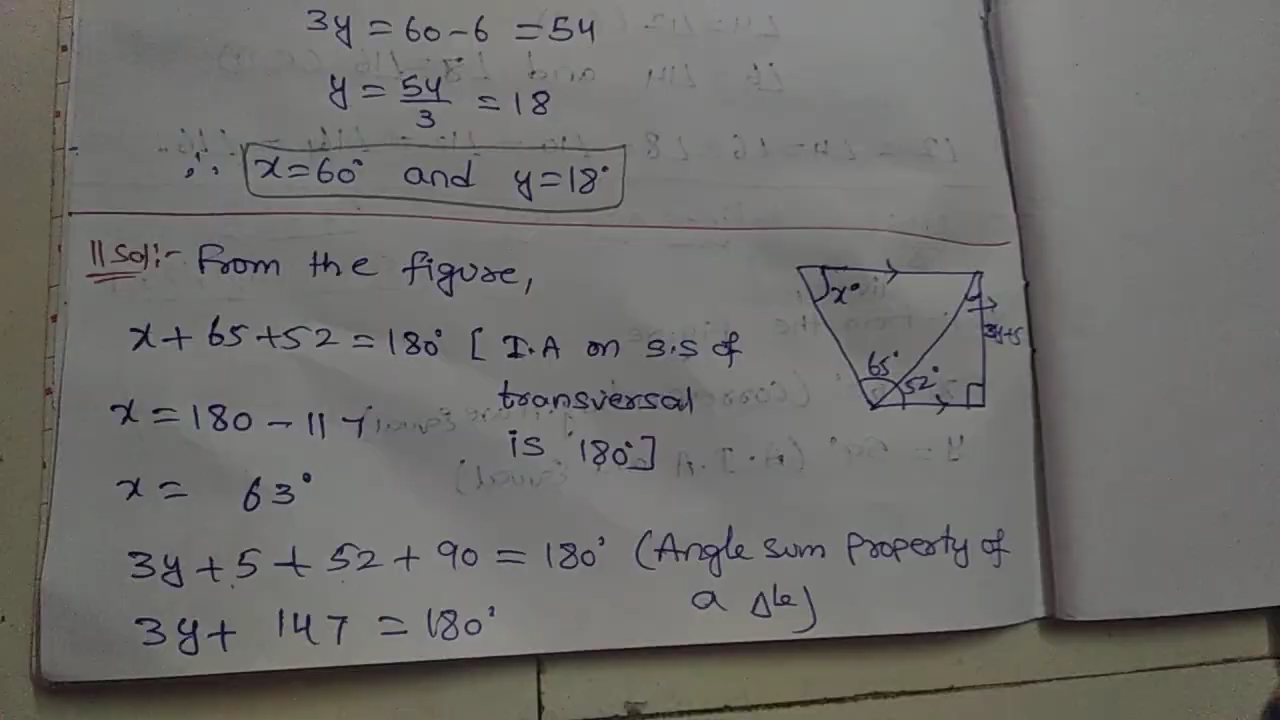 3y = 60 - 6 = 54
y = 54/3 = 18
∴ x = 60° and y = 18°
11 Sol:- From the figure,
x + 65 + 52 = 180° [ I.A on s.s of
transversal
x = 180 - 117
is 180°]
x = 63°
3y + 5 + 52 + 90 = 180° (Angle sum property of
a Δle)
3y + 147 = 180°
x°
3y+5
65°
52°